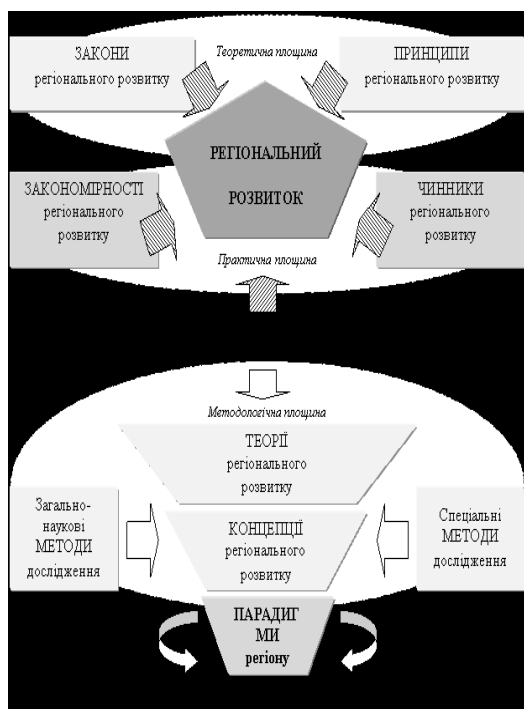 ЗАКОНИ
регіонального розвитку
Теоретична площина
ПРИНЦИПИ
регіонального розвитку
РЕГІОНАЛЬНИЙ
РОЗВИТОК
ЗАКОНОМІРНОСТІ
регіонального
розвитку
ЧИННИКИ
регіонального
розвитку
Практична площина
Методологічна площина
ТЕОРІЇ
регіонального
розвитку
Загально-
наукові
МЕТОДИ
дослідження
КОНЦЕПЦІЇ
регіонального
розвитку
Спеціальні
МЕТОДИ
дослідження
ПАРАДИГ
МИ
регіону